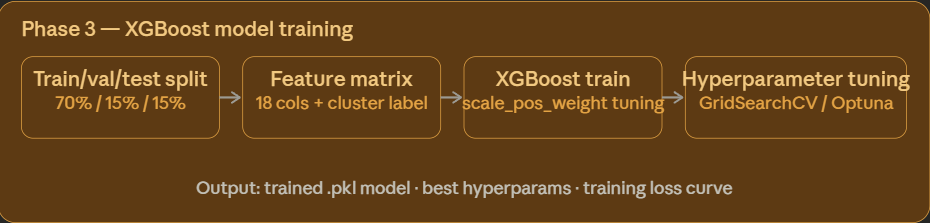 Phase 3 — XGBoost model training
Train/val/test split
70% / 15% / 15%
Feature matrix
18 cols + cluster label
XGBoost train
scale_pos_weight tuning
Hyperparameter tuning
GridSearchCV / Optuna
Output: trained .pkl model · best hyperparams · training loss curve